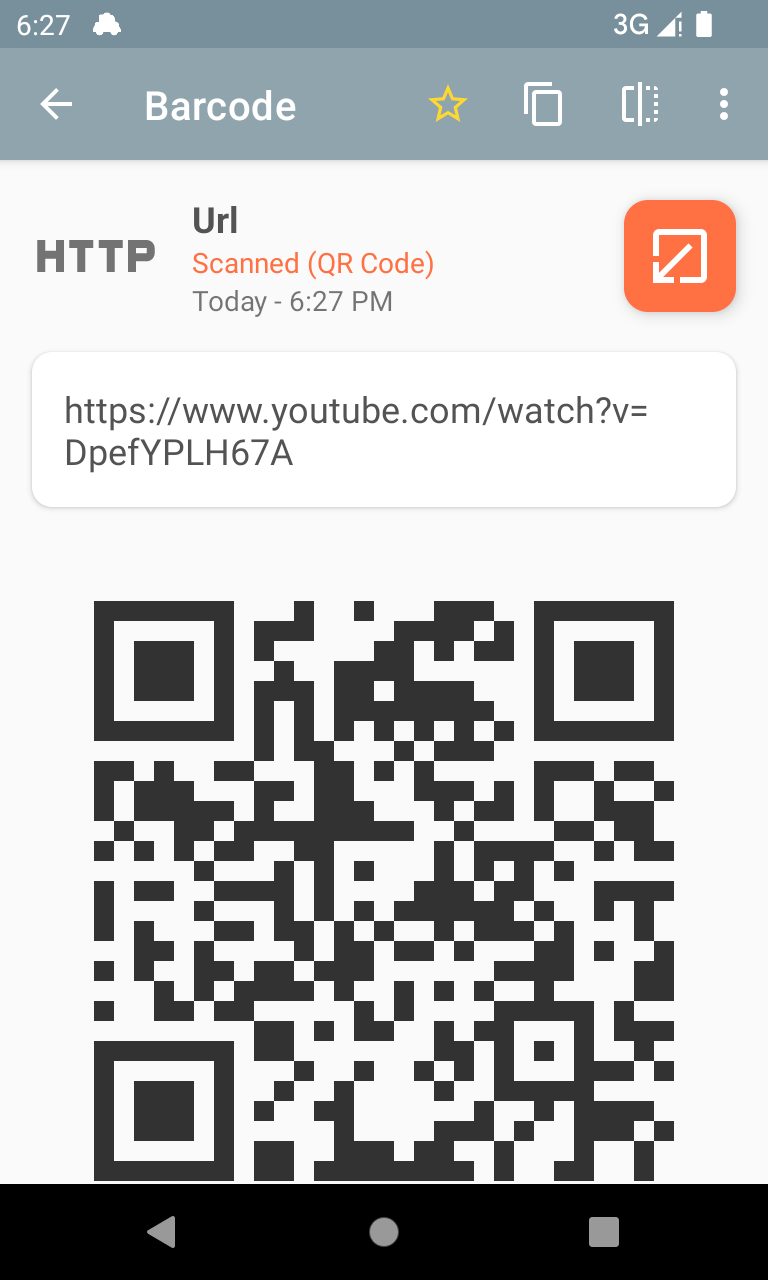 6:27
3G
Barcode
HTTP
Url
Scanned (QR Code)
Today - 6:27 PM
https://www.youtube.com/watch?v=
DpefYPLH67A